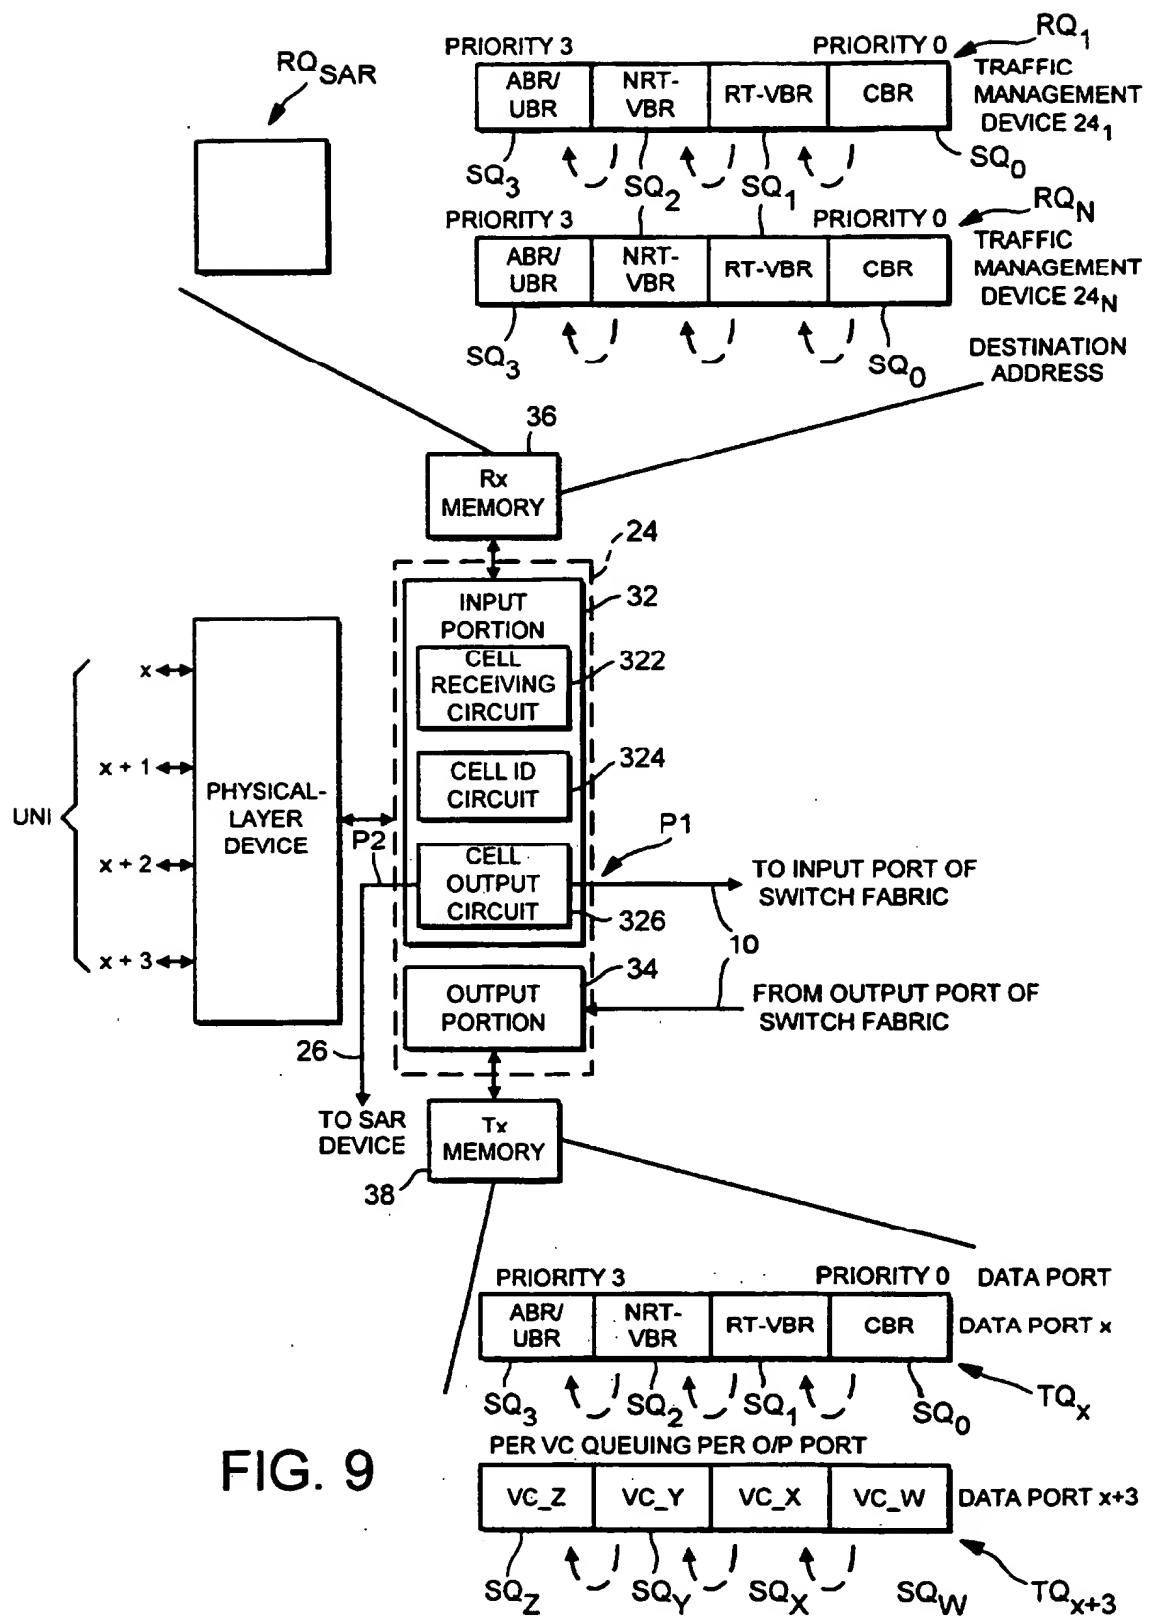 RQSAR
PRIORITY 3 PRIORITY 0 RQ1
ABR/ UBR NRT- VBR RT-VBR CBR
TRAFFIC
MANAGEMENT
DEVICE 241
SQ3 SQ2 SQ1 SQ0
PRIORITY 3 PRIORITY 0 RQN
ABR/ UBR NRT- VBR RT-VBR CBR
TRAFFIC
MANAGEMENT
DEVICE 24N
SQ3 SQ0
DESTINATION
ADDRESS
36
Rx
MEMORY
24
32
INPUT
PORTION
CELL
RECEIVING
CIRCUIT
322
CELL ID
CIRCUIT
324
CELL
OUTPUT
CIRCUIT
326
P1
P2
UNI
x
x + 1
x + 2
x + 3
PHYSICAL-
LAYER
DEVICE
TO INPUT PORT OF
SWITCH FABRIC
10
34
OUTPUT
PORTION
FROM OUTPUT PORT OF
SWITCH FABRIC
26
TO SAR
DEVICE
Tx
MEMORY
38
PRIORITY 3 PRIORITY 0 DATA PORT
ABR/ UBR NRT- VBR RT-VBR CBR DATA PORT x
SQ3 SQ2 SQ1 SQ0 TQx
PER VC QUEUING PER O/P PORT
VC_Z VC_Y VC_X VC_W DATA PORT x+3
SQZ SQY SQX SQW TQx+3
FIG. 9